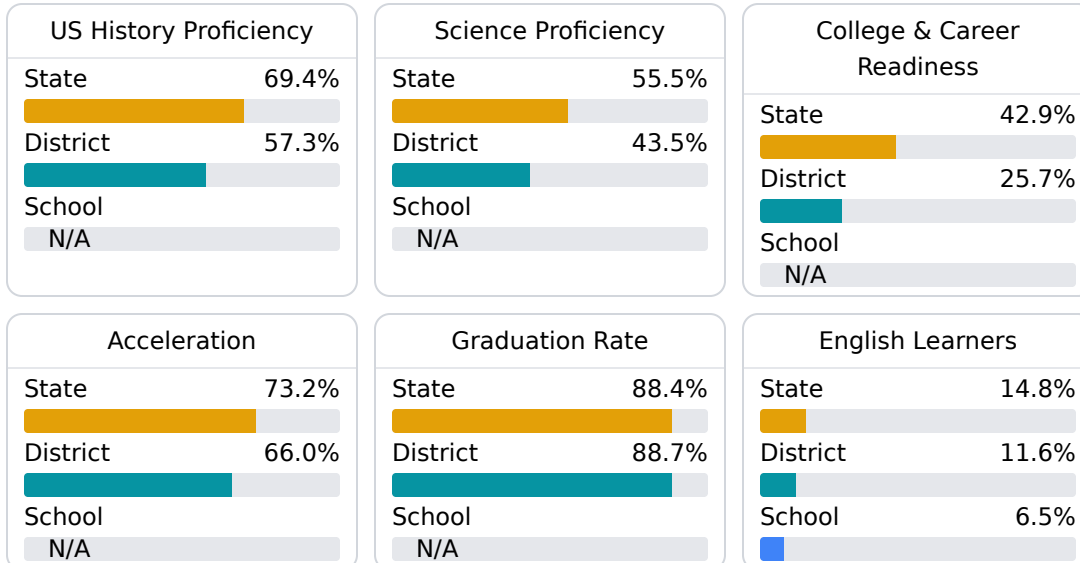 US History Proficiency
State 69.4%
District 57.3%
School
N/A
Science Proficiency
State 55.5%
District 43.5%
School
N/A
College & Career
Readiness
State 42.9%
District 25.7%
School
N/A
Acceleration
State 73.2%
District 66.0%
School
N/A
Graduation Rate
State 88.4%
District 88.7%
School
N/A
English Learners
State 14.8%
District 11.6%
School 6.5%